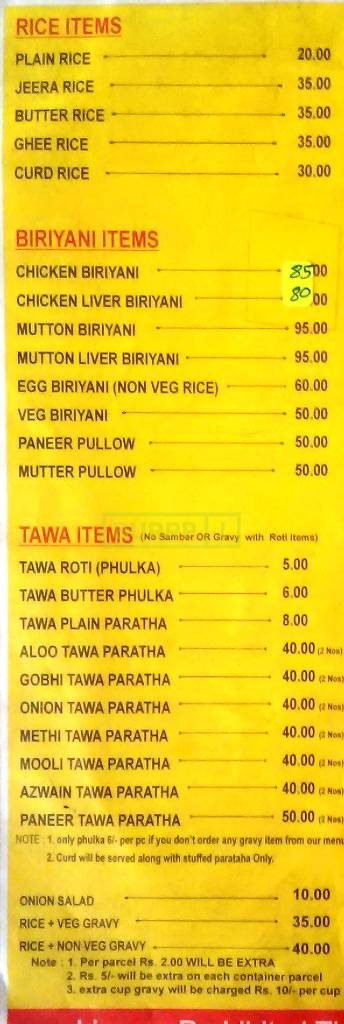 RICE ITEMS
PLAIN RICE 20.00
JEERA RICE 35.00
BUTTER RICE 35.00
GHEE RICE 35.00
CURD RICE 30.00
BIRIYANI ITEMS
CHICKEN BIRIYANI 85.00
CHICKEN LIVER BIRIYANI 80.00
MUTTON BIRIYANI 95.00
MUTTON LIVER BIRIYANI 95.00
EGG BIRIYANI (NON VEG RICE) 60.00
VEG BIRIYANI 50.00
PANEER PULLOW 50.00
MUTTER PULLOW 50.00
TAWA ITEMS (No Sambar OR Gravy with Roti Items)
TAWA ROTI (PHULKA) 5.00
TAWA BUTTER PHULKA 6.00
TAWA PLAIN PARATHA 8.00
ALOO TAWA PARATHA 40.00 (2 Nos)
GOBHI TAWA PARATHA 40.00 (2 Nos)
ONION TAWA PARATHA 40.00 (2 Nos)
METHI TAWA PARATHA 40.00 (2 Nos)
MOOLI TAWA PARATHA 40.00 (2 Nos)
AZWAIN TAWA PARATHA 40.00 (2 Nos)
PANEER TAWA PARATHA 50.00 (2 Nos)
NOTE : 1. only phulka 6/- per pc if you don't order any gravy item from our menu
2. Curd will be served along with stuffed parataha Only.
ONION SALAD 10.00
RICE + VEG GRAVY 35.00
RICE + NON VEG GRAVY 40.00
Note : 1. Per parcel Rs. 2.00 WILL BE EXTRA
2. Rs. 5/- will be extra on each container parcel
3. extra cup gravy will be charged Rs. 10/- per cup